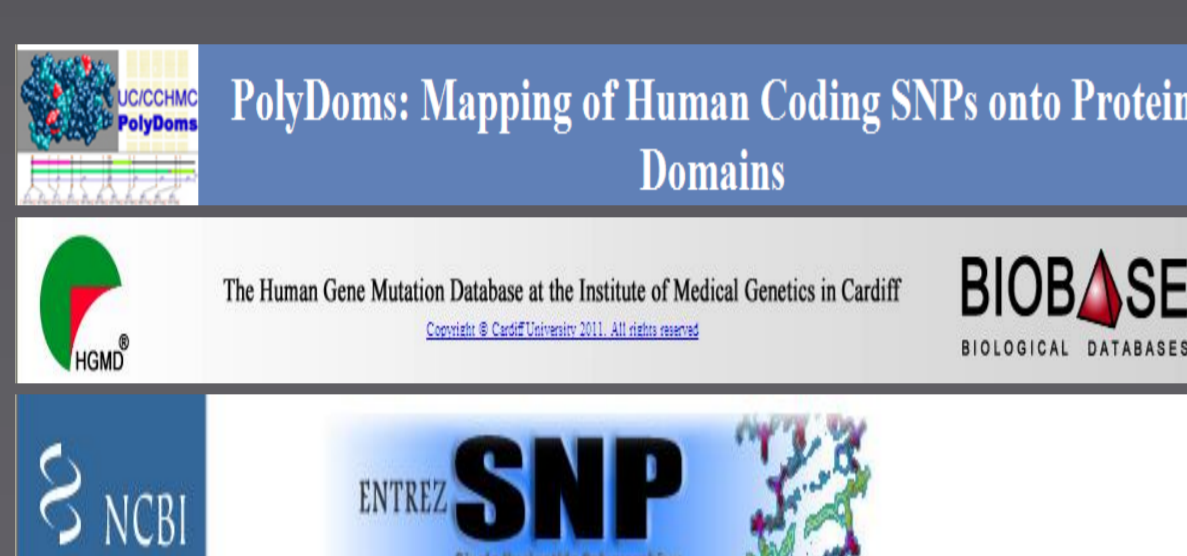 UC/CCHMC
PolyDoms
PolyDoms: Mapping of Human Coding SNPs onto Protein
Domains
HGMD®
The Human Gene Mutation Database at the Institute of Medical Genetics in Cardiff
Copyright © Cardiff University 2011. All rights reserved
BIOBASE
BIOLOGICAL DATABASES
NCBI
ENTREZ SNP